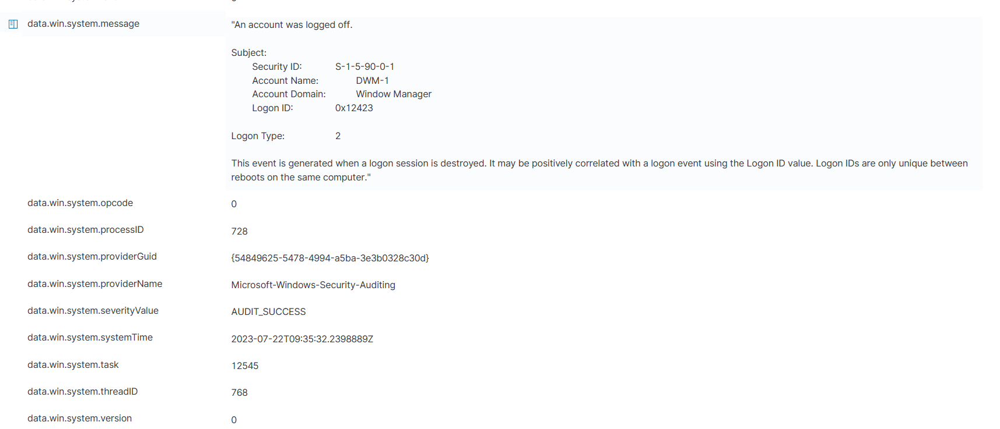 data.win.system.message
"An account was logged off.
Subject:
Security ID: S-1-5-90-0-1
Account Name: DWM-1
Account Domain: Window Manager
Logon ID: 0x12423
Logon Type: 2
This event is generated when a logon session is destroyed. It may be positively correlated with a logon event using the Logon ID value. Logon IDs are only unique between
reboots on the same computer."
data.win.system.opcode 0
data.win.system.processID 728
data.win.system.providerGuid {54849625-5478-4994-a5ba-3e3b0328c30d}
data.win.system.providerName Microsoft-Windows-Security-Auditing
data.win.system.severityValue AUDIT_SUCCESS
data.win.system.systemTime 2023-07-22T09:35:32.2398889Z
data.win.system.task 12545
data.win.system.threadID 768
data.win.system.version 0